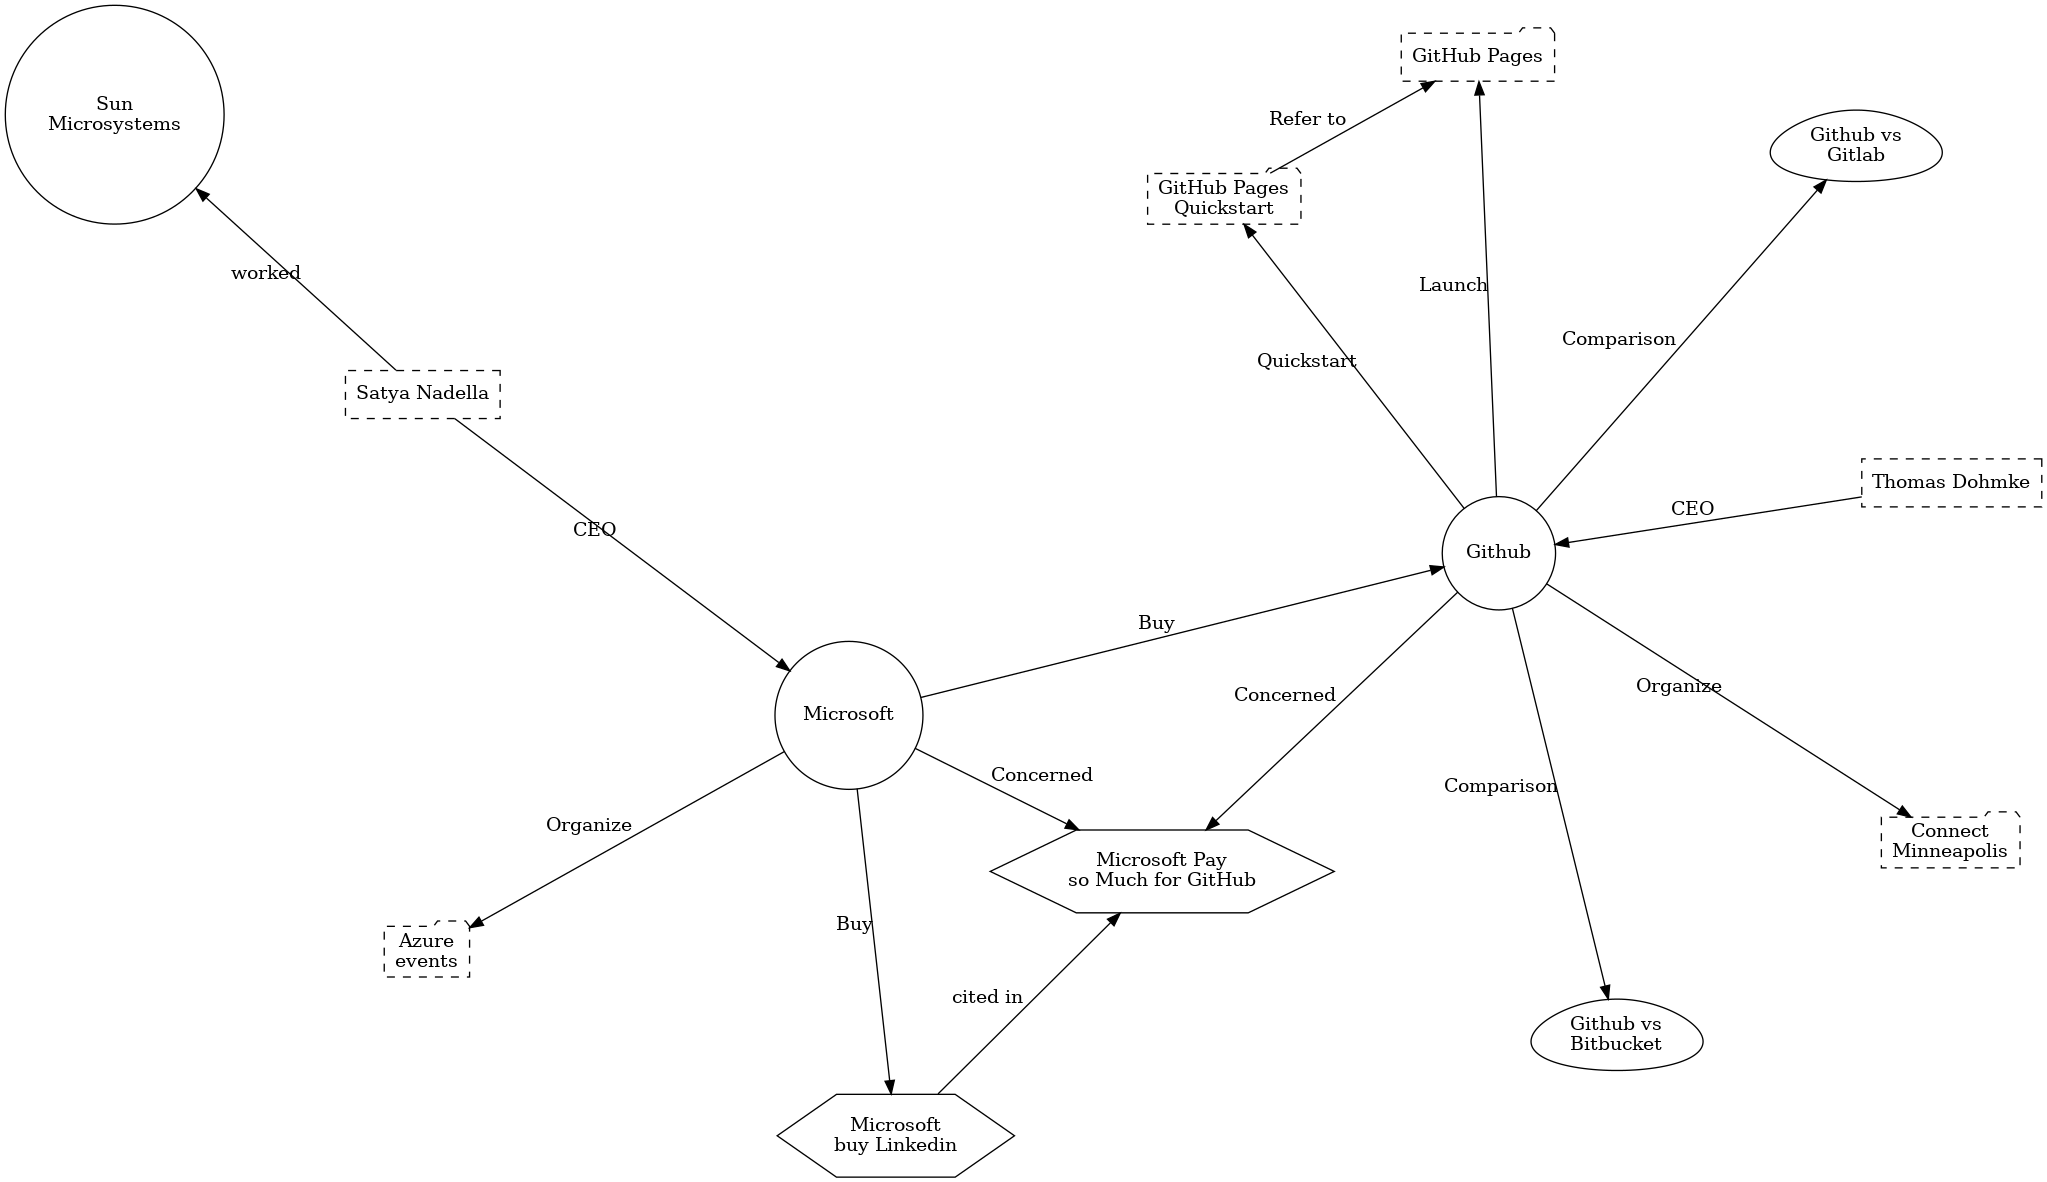 GitHub Pages
Sun
Microsystems
Refer to
Github vs
Gitlab
GitHub Pages
Quickstart
worked
Launch
Comparison
Quickstart
Satya Nadella
Thomas Dohmke
CEO
CEO
Github
Buy
Organize
Concerned
Microsoft
Concerned
Comparison
Organize
Connect
Minneapolis
Microsoft Pay
so Much for GitHub
Buy
Azure
events
cited in
Github vs
Bitbucket
Microsoft
buy Linkedin